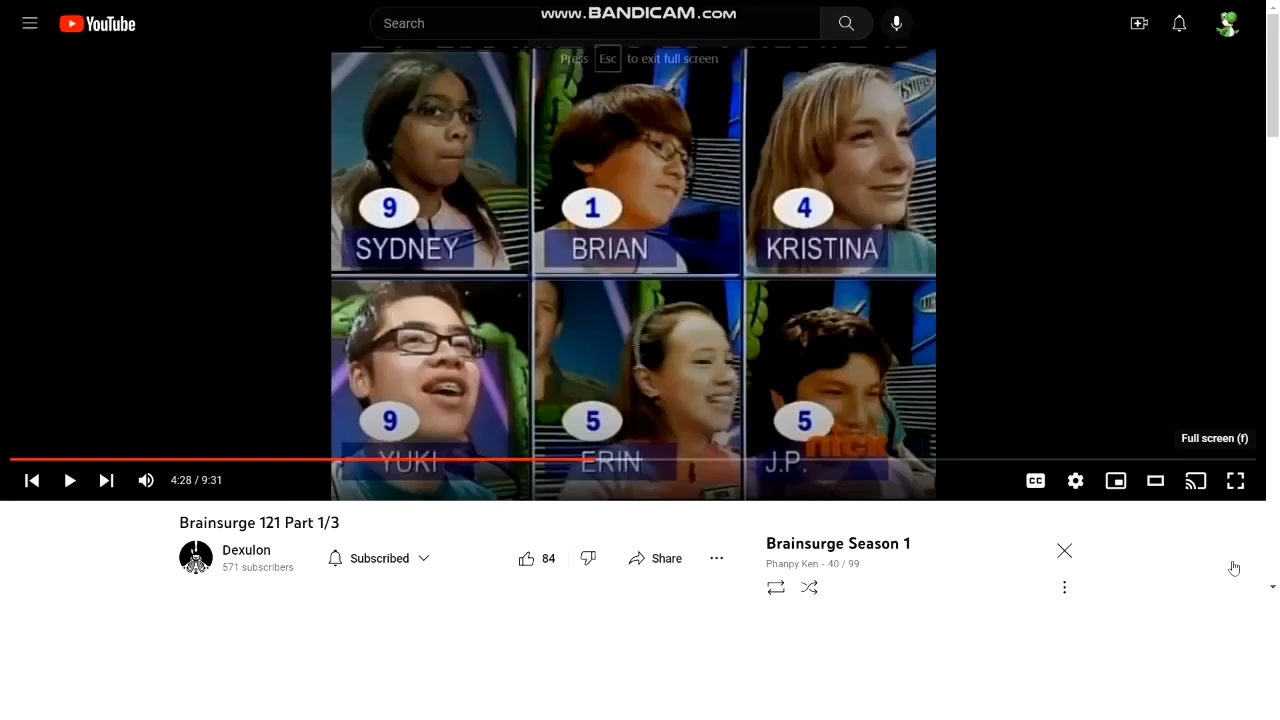 www.BANDICAM.com
YouTube
Search
Press Esc to exit full screen
9
SYDNEY
1
BRIAN
4
KRISTINA
9
YUKI
5
ERIN
5
J.P.
nick
Full screen (f)
4:28 / 9:31
CC
Brainsurge 121 Part 1/3
Dexulon
571 subscribers
Subscribed
84
Share
Brainsurge Season 1
Phanpy Ken - 40 / 99